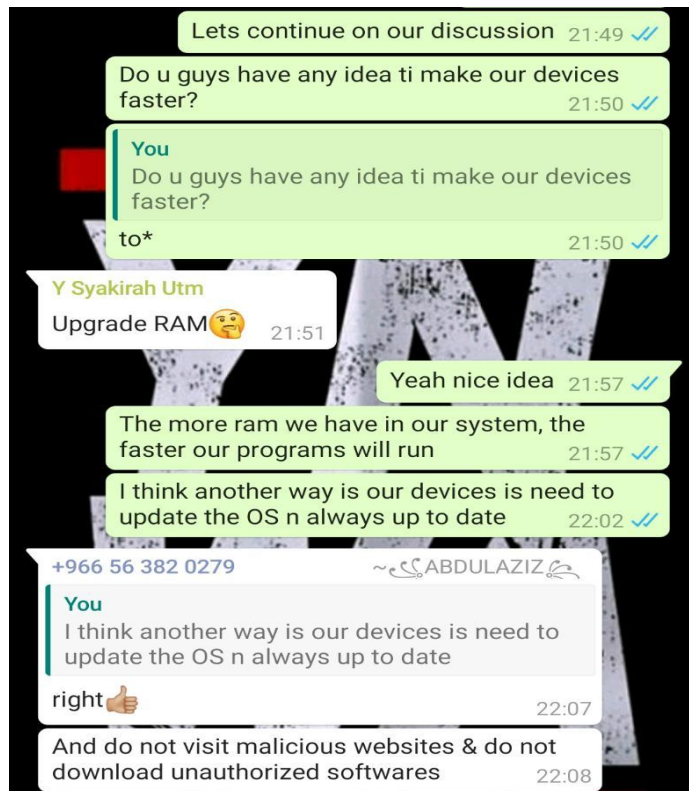 Lets continue on our discussion 21:49
Do u guys have any idea ti make our devices
faster? 21:50
You
Do u guys have any idea ti make our devices
faster?
to* 21:50
Y Syakirah Utm
Upgrade RAM🤔 21:51
Yeah nice idea 21:57
The more ram we have in our system, the
faster our programs will run 21:57
I think another way is our devices is need to
update the OS n always up to date 22:02
+966 56 382 0279 ~ABDULAZIZ
You
I think another way is our devices is need to
update the OS n always up to date
right👍🏼 22:07
And do not visit malicious websites & do not
download unauthorized softwares 22:08